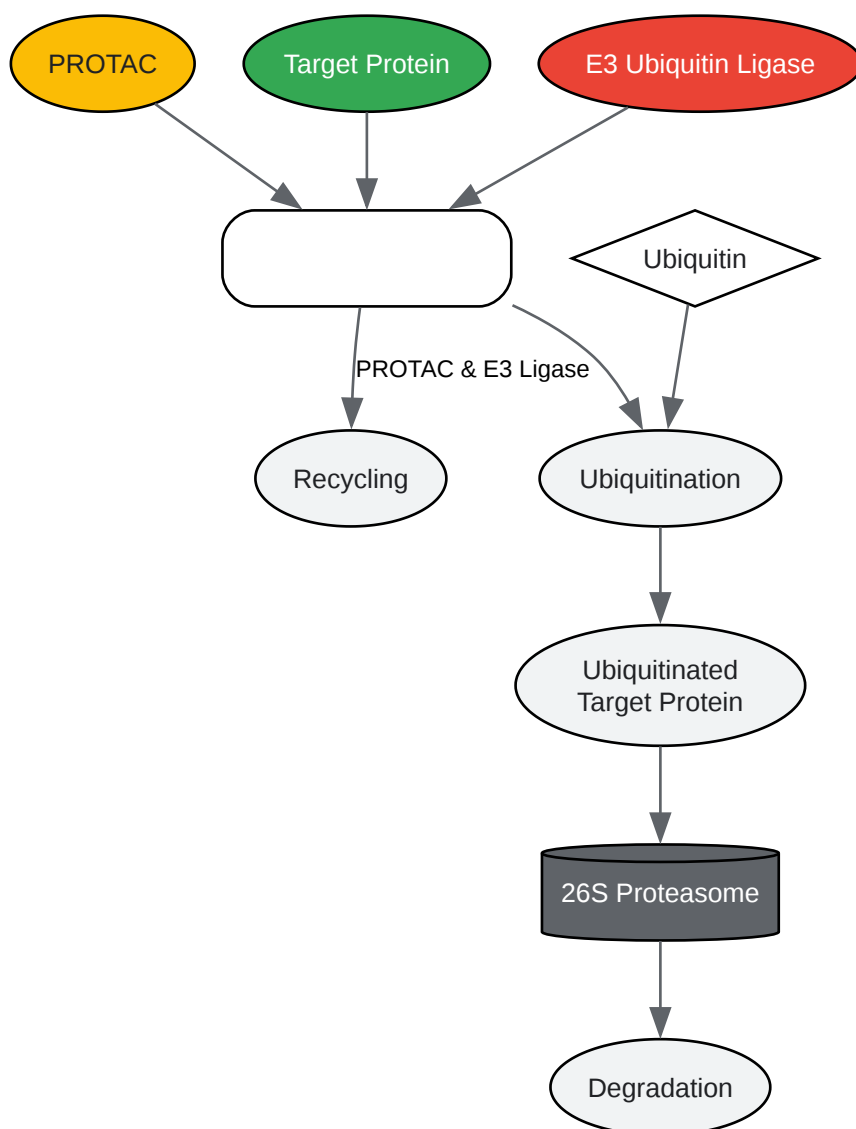 PROTAC
Target Protein
E3 Ubiquitin Ligase
Ubiquitin
PROTAC & E3 Ligase
Recycling
Ubiquitination
Ubiquitinated
Target Protein
26S Proteasome
Degradation